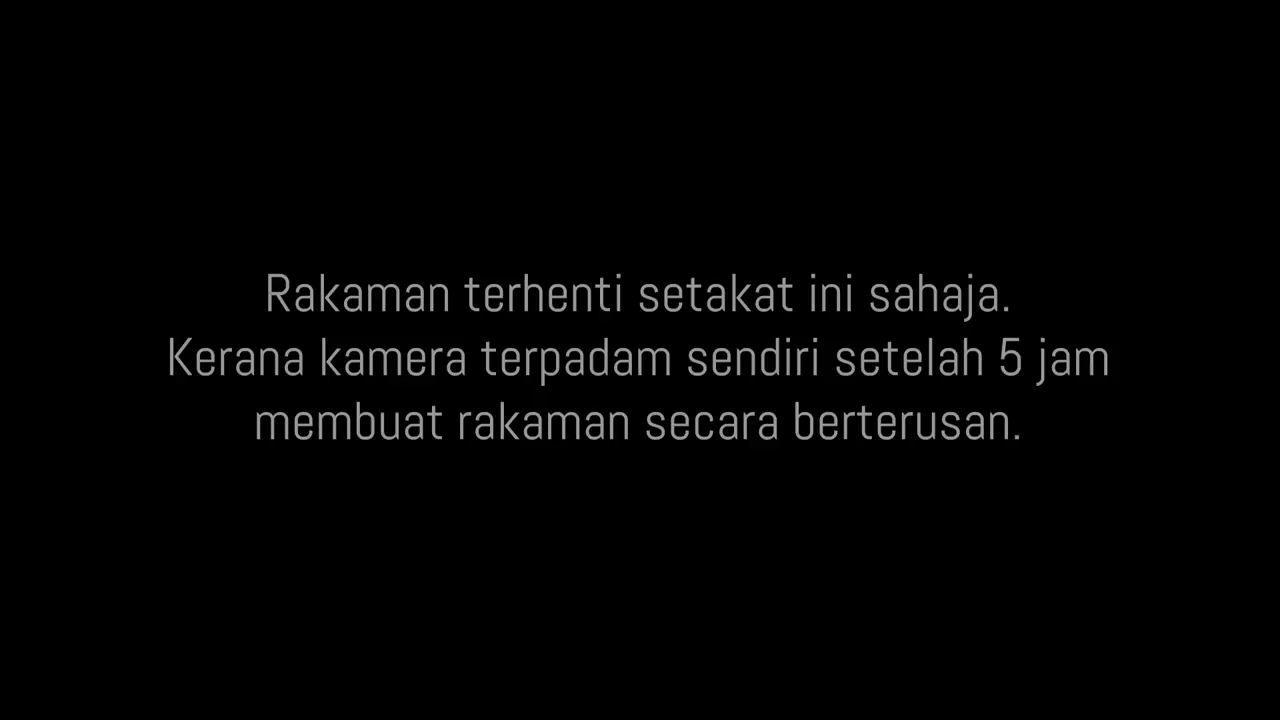 Rakaman terhenti setakat ini sahaja.
Kerana kamera terpadam sendiri setelah 5 jam
membuat rakaman secara berterusan.